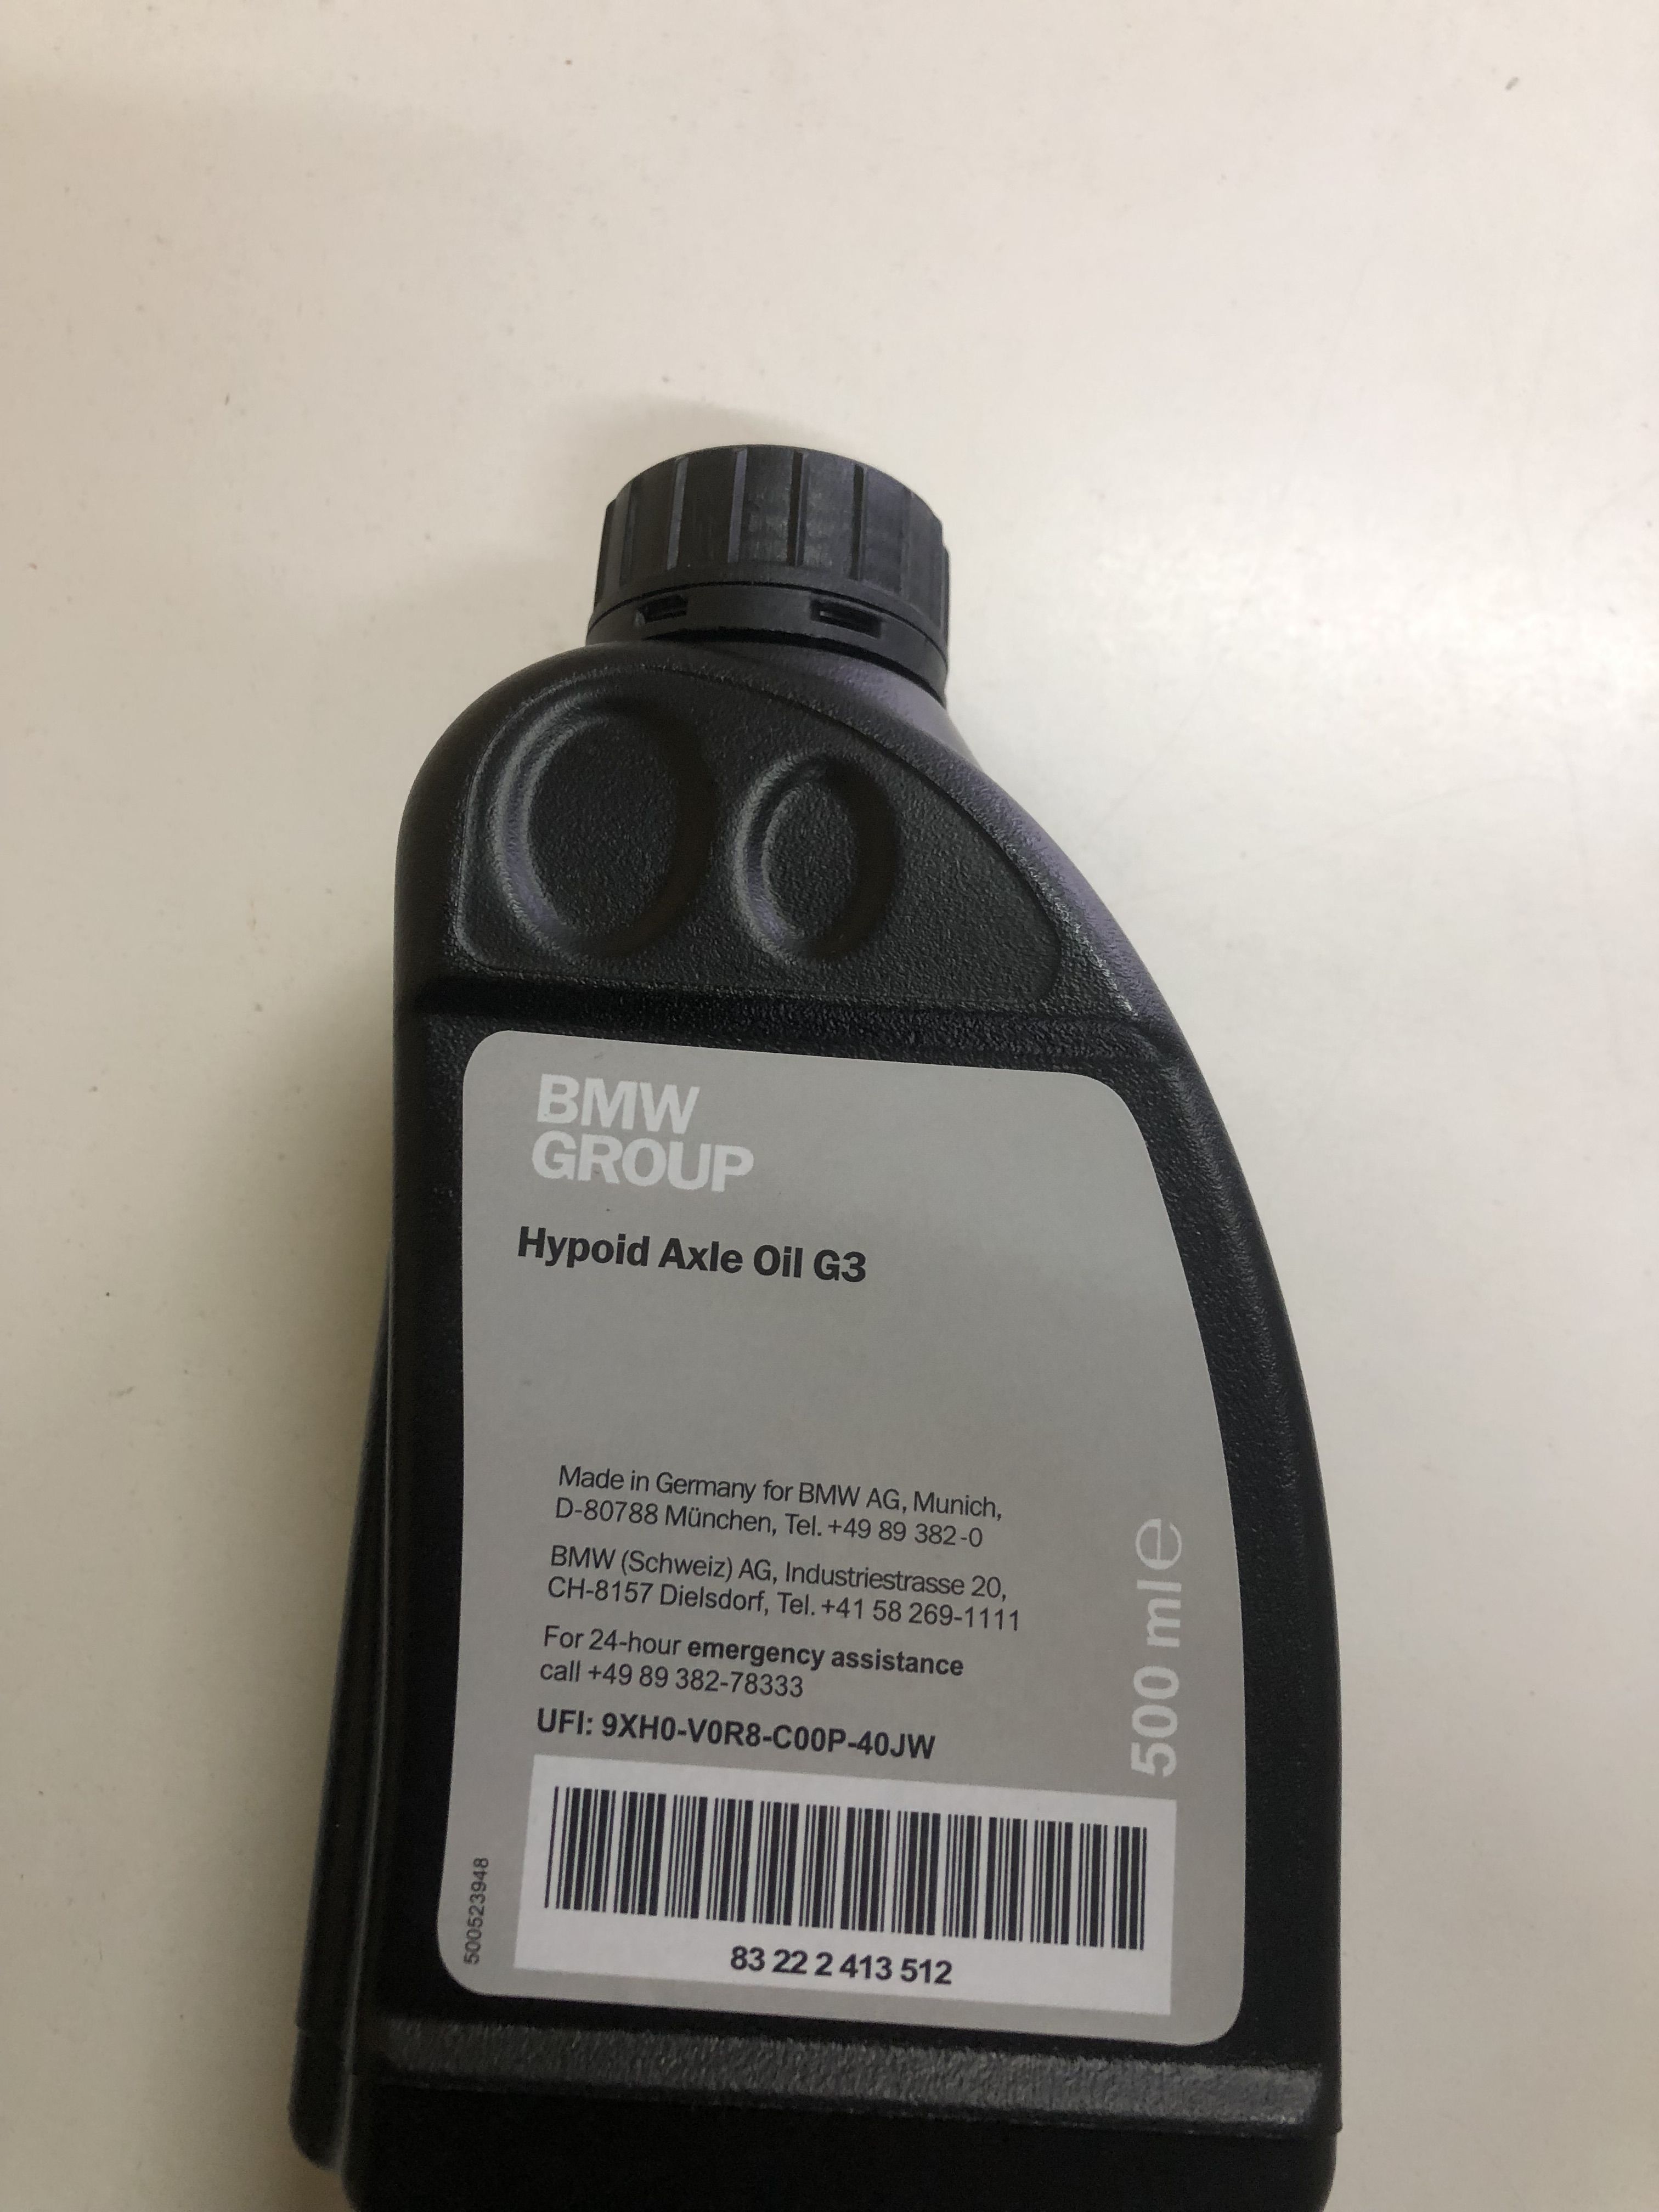 BMW
GROUP
Hypoid Axle Oil G3
Made in Germany for BMW AG, Munich,
D-80788 München, Tel. +49 89 382-0
BMW (Schweiz) AG, Industriestrasse 20,
CH-8157 Dielsdorf, Tel. +41 58 269-1111
For 24-hour emergency assistance
call +49 89 382-78333
UFI: 9XH0-V0R8-C00P-40JW
500 ml ℮
500523948
83 22 2 413 512